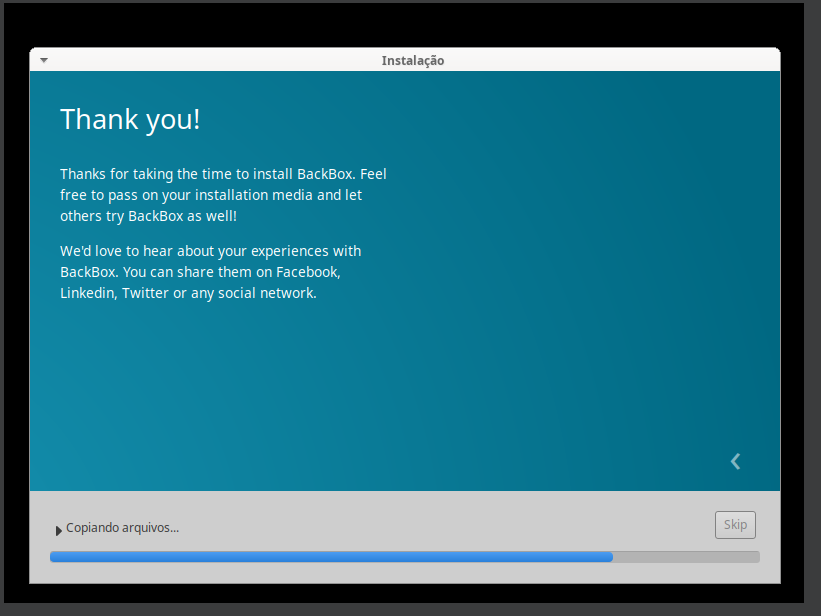 Instalação
Thank you!
Thanks for taking the time to install BackBox. Feel
free to pass on your installation media and let
others try BackBox as well!
We'd love to hear about your experiences with
BackBox. You can share them on Facebook,
Linkedin, Twitter or any social network.
Copiando arquivos...
Skip